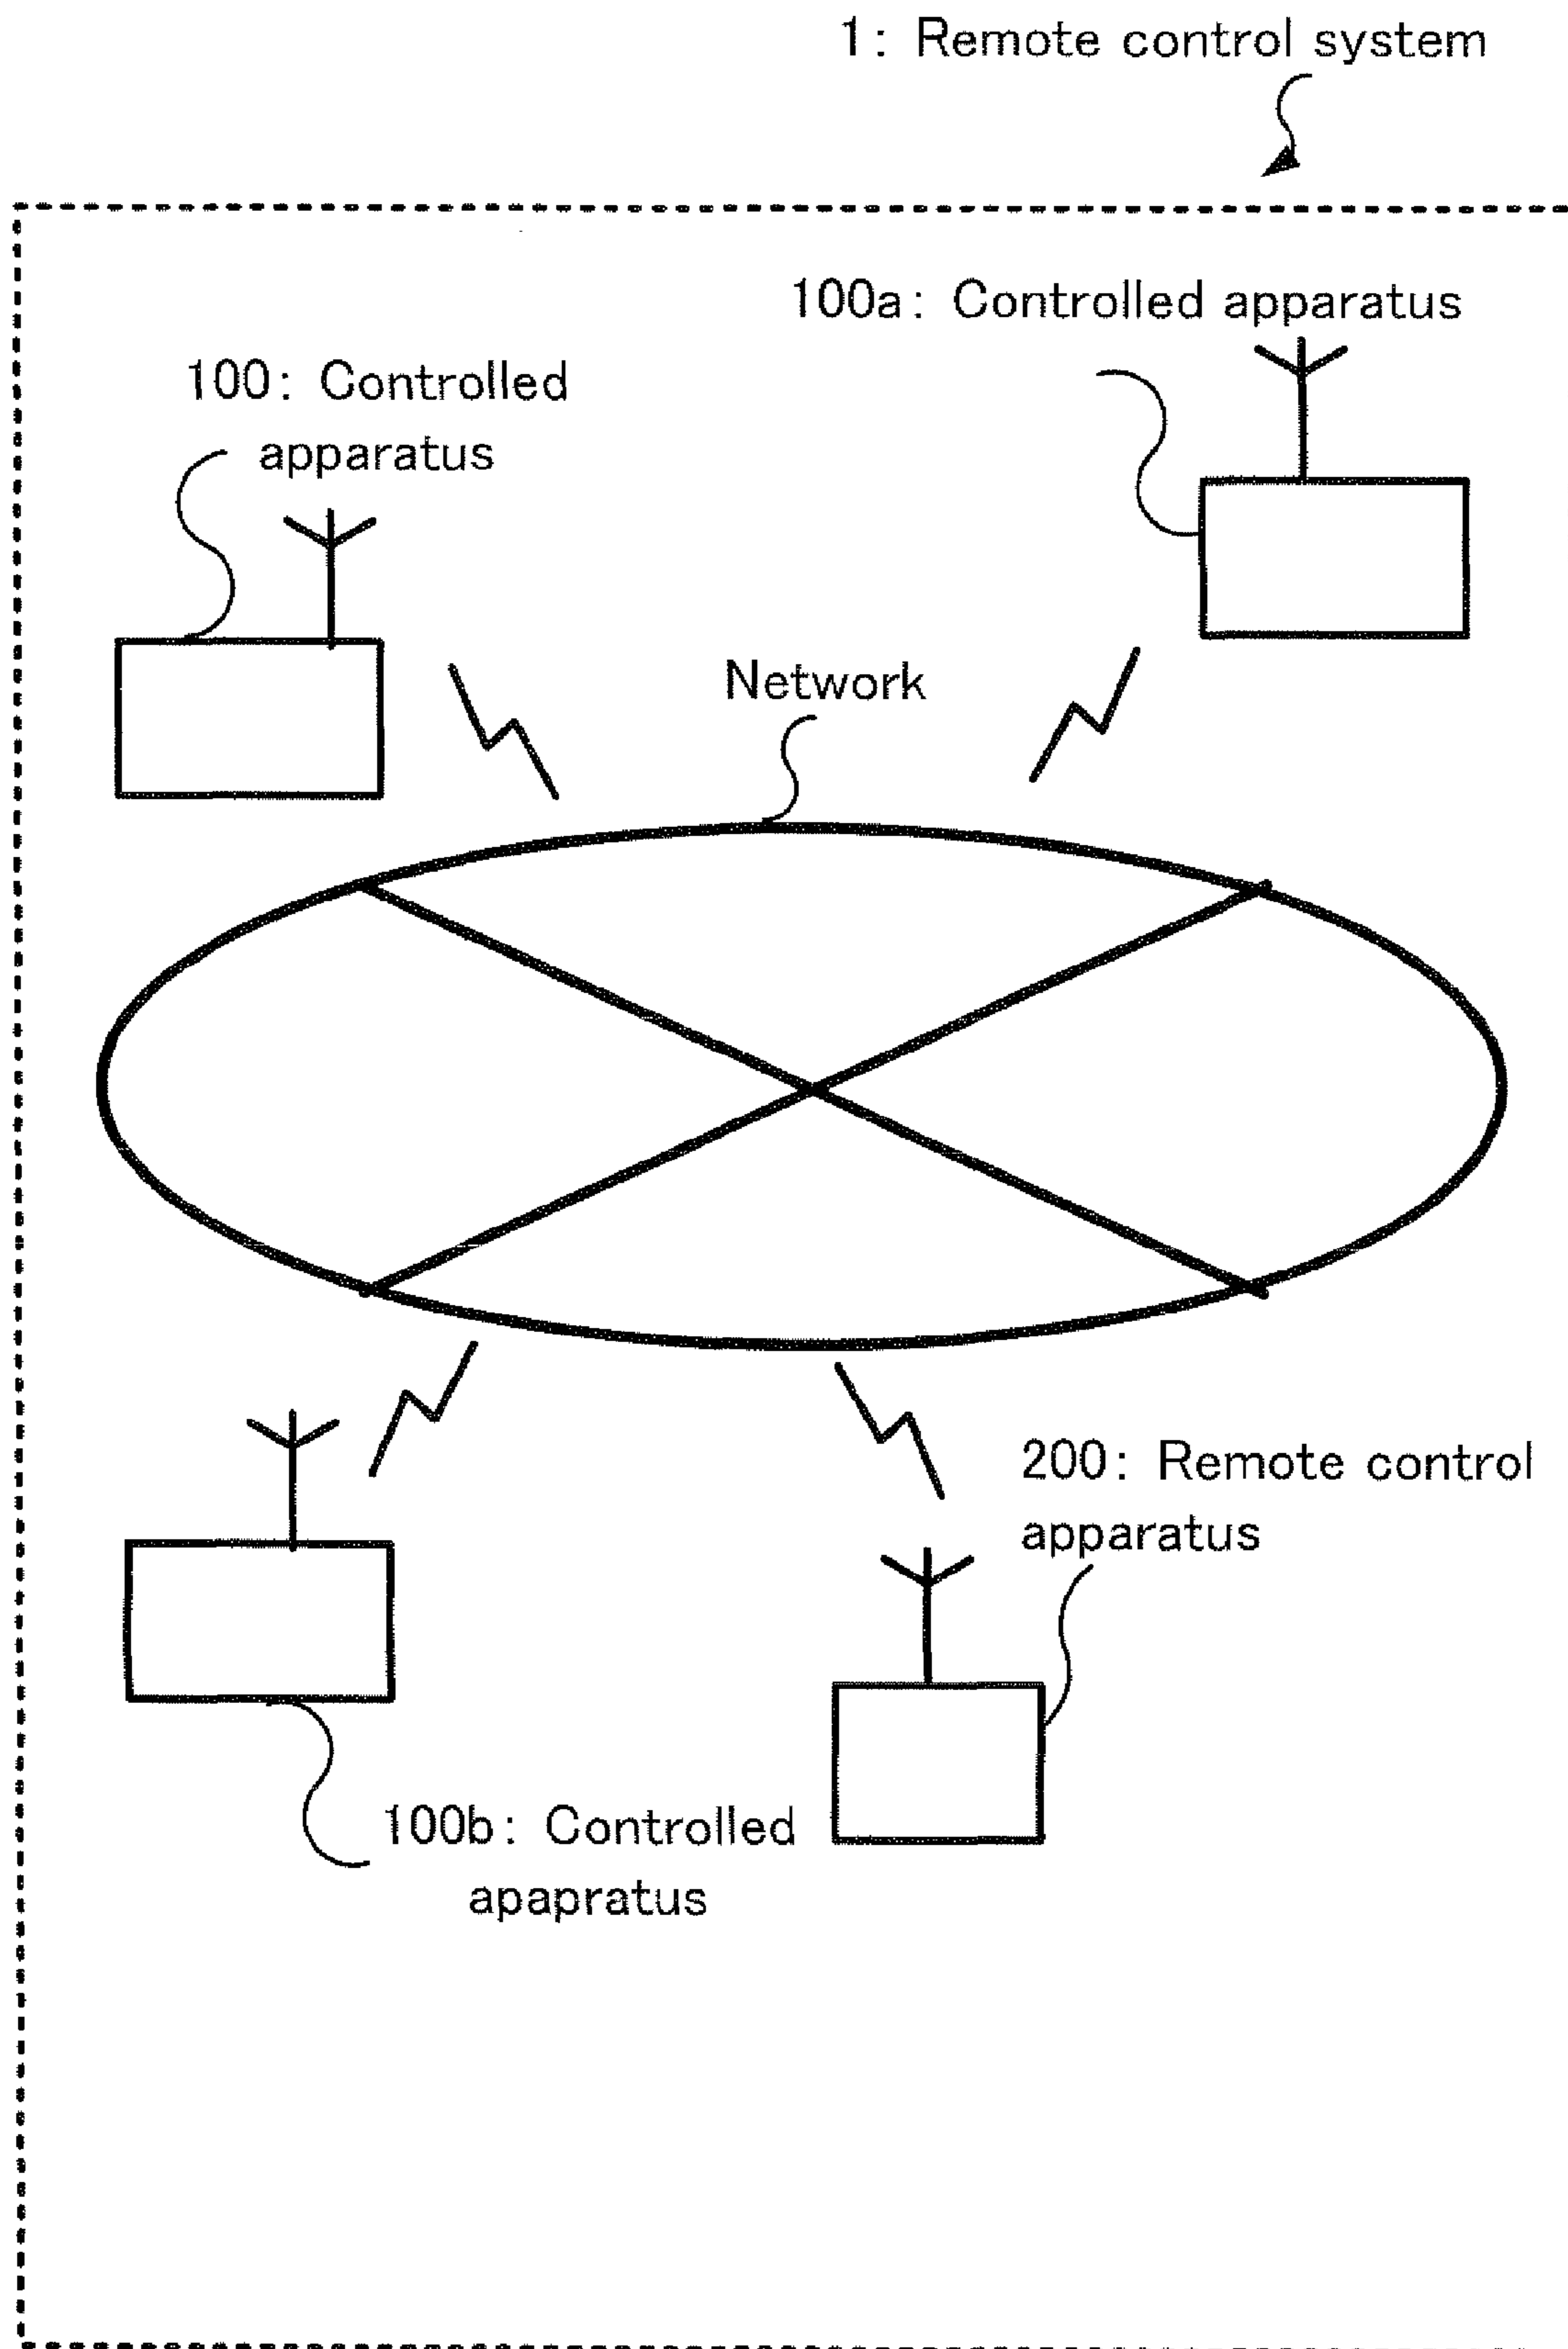 1: Remote control system
100a: Controlled apparatus
100: Controlled
apparatus
Network
200: Remote control
apparatus
100b: Controlled
apapratus